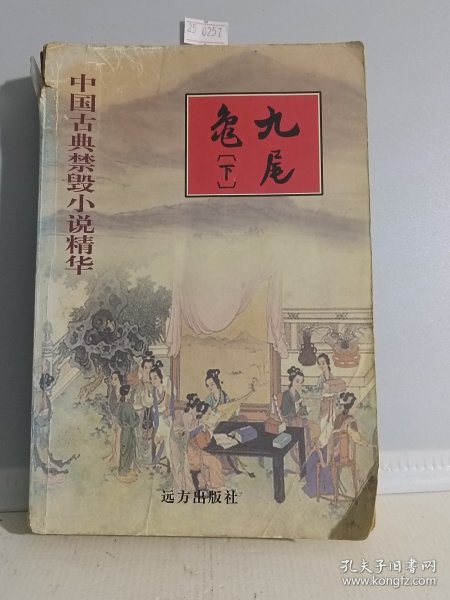 25 0251
中国古典禁毁小说精华
九尾
龟
〔下〕
远方出版社
孔夫子旧书网
www.kongfz.com